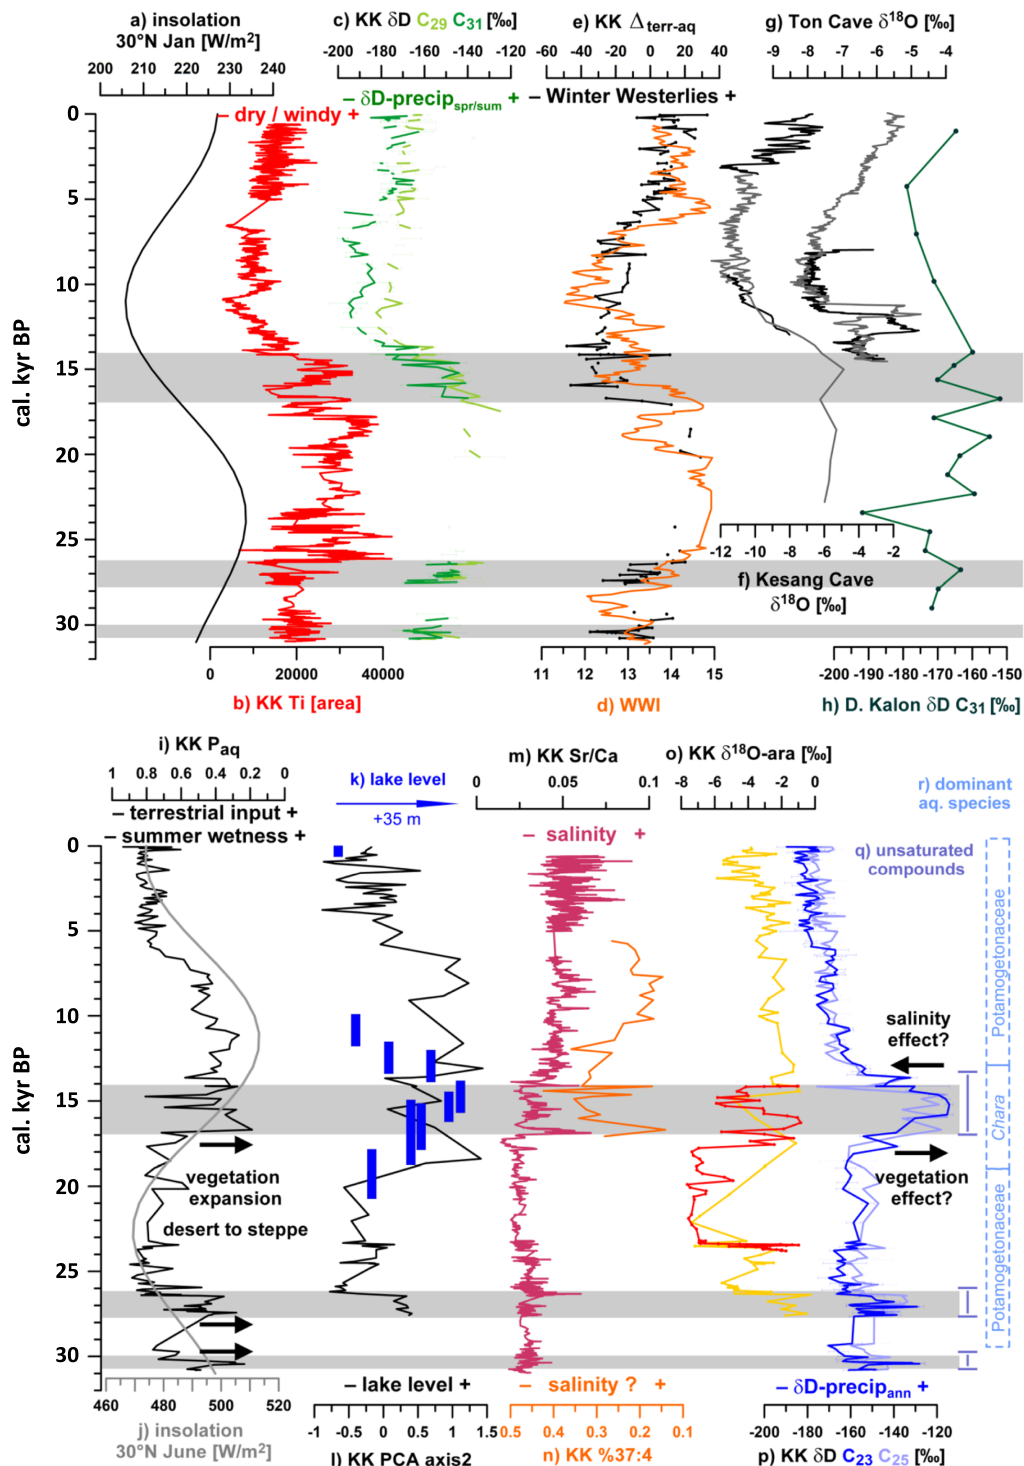 a) insolation
30°N Jan [W/m²]
200 210 220 230 240
c) KK δD C29 C31 [‰]
-200 -180 -160 -140 -120
e) KK Δterr-aq
-60 -40 -20 0 20 40
g) Ton Cave δ18O [‰]
-9 -8 -7 -6 -5 -4
– dry / windy +
– δD-precip spr/sum +
– Winter Westerlies +
cal. kyr BP
0
5
10
15
20
25
30
-12 -10 -8 -6 -4 -2
f) Kesang Cave
δ18O [‰]
0 20000 40000
b) KK Ti [area]
11 12 13 14 15
d) WWI
-200 -190 -180 -170 -160 -150
h) D. Kalon δD C31 [‰]
i) KK Paq
1 0.8 0.6 0.4 0.2 0
– terrestrial input +
– summer wetness +
k) lake level
+35 m
m) KK Sr/Ca
0 0.05 0.1
– salinity +
o) KK δ18O-ara [‰]
-8 -6 -4 -2 0
r) dominant
aq. species
q) unsaturated
compounds
cal. kyr BP
0
5
10
15
20
25
30
Potamogetonaceae
Chara
Potamogetonaceae
salinity
effect?
vegetation
effect?
vegetation
expansion
desert to steppe
460 480 500 520
j) insolation
30°N June [W/m²]
– lake level +
-1 -0.5 0 0.5 1 1.5
l) KK PCA axis2
– salinity ? +
0.5 0.4 0.3 0.2 0.1
n) KK %37:4
– δD-precip ann +
-200 -180 -160 -140 -120
p) KK δD C23 C25 [‰]